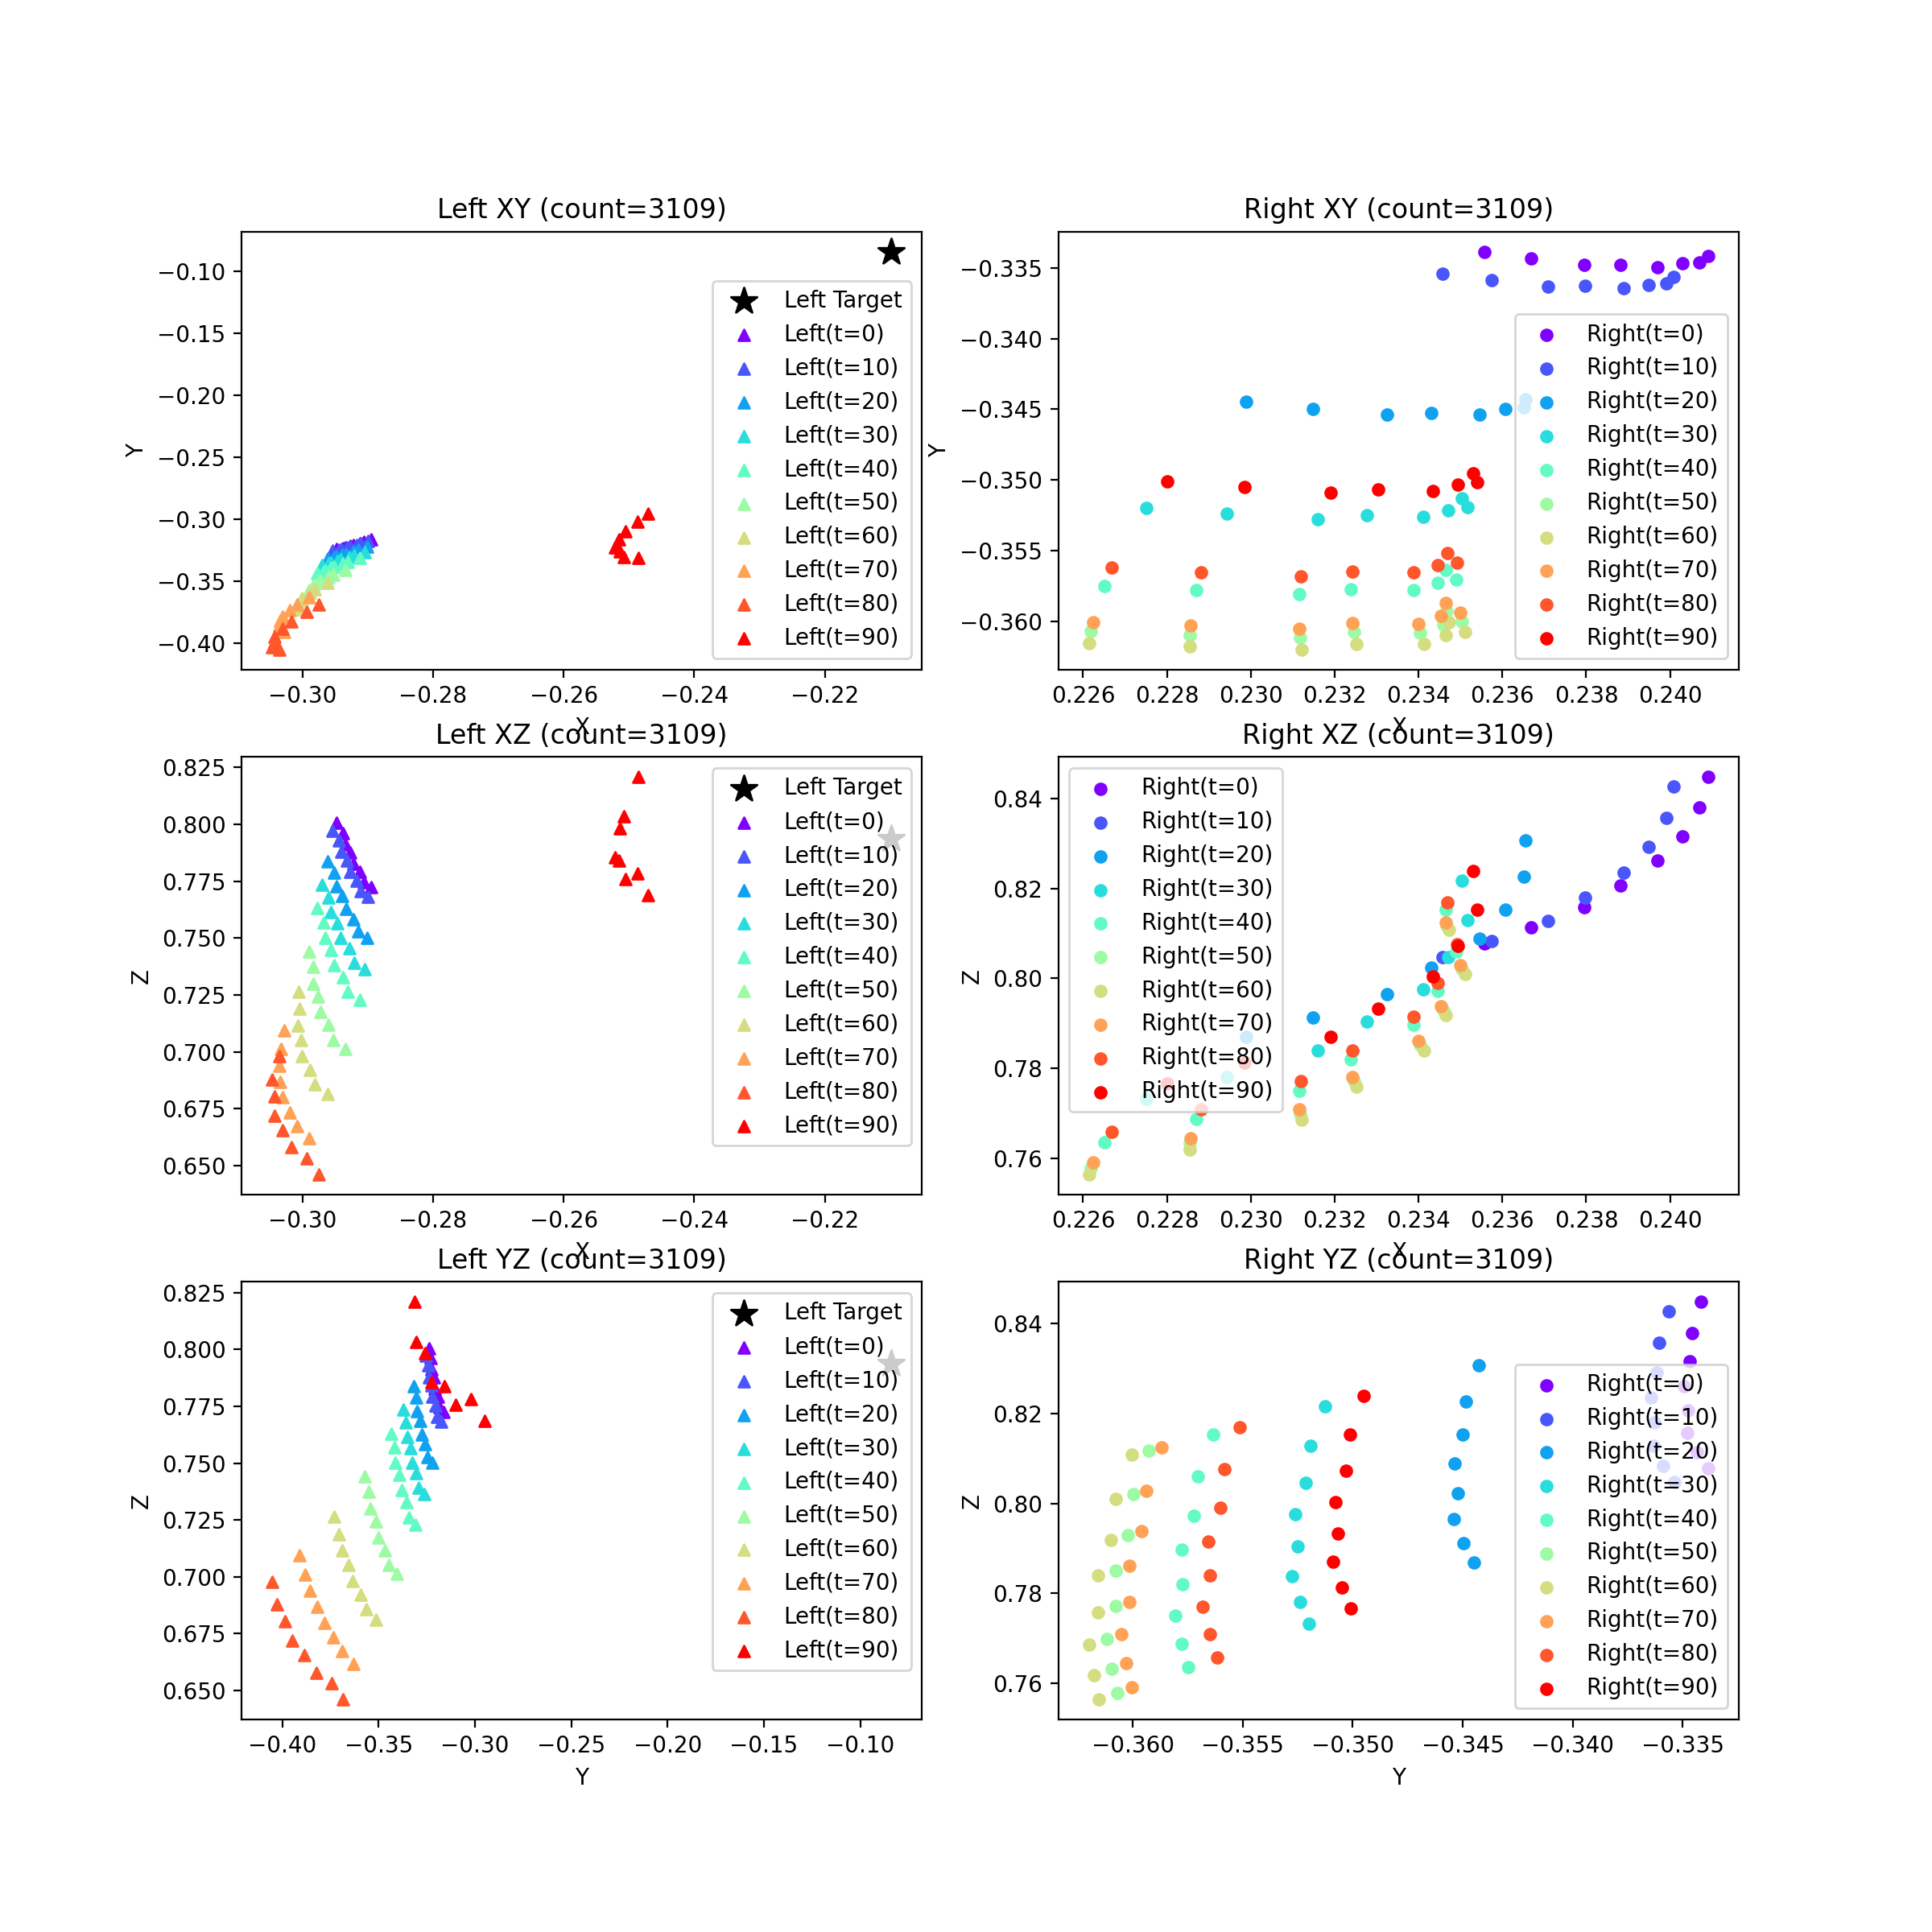 Left XY (count=3109)
Y
−0.10
−0.15
−0.20
−0.25
−0.30
−0.35
−0.40
Left Target
Left(t=0)
Left(t=10)
Left(t=20)
Left(t=30)
Left(t=40)
Left(t=50)
Left(t=60)
Left(t=70)
Left(t=80)
Left(t=90)
−0.30 −0.28 −0.26 −0.24 −0.22
X
Right XY (count=3109)
Y
−0.335
−0.340
−0.345
−0.350
−0.355
−0.360
Right(t=0)
Right(t=10)
Right(t=20)
Right(t=30)
Right(t=40)
Right(t=50)
Right(t=60)
Right(t=70)
Right(t=80)
Right(t=90)
0.226 0.228 0.230 0.232 0.234 0.236 0.238 0.240
X
Left XZ (count=3109)
Z
0.825
0.800
0.775
0.750
0.725
0.700
0.675
0.650
Left Target
Left(t=0)
Left(t=10)
Left(t=20)
Left(t=30)
Left(t=40)
Left(t=50)
Left(t=60)
Left(t=70)
Left(t=80)
Left(t=90)
−0.30 −0.28 −0.26 −0.24 −0.22
X
Right XZ (count=3109)
Z
0.84
0.82
0.80
0.78
0.76
Right(t=0)
Right(t=10)
Right(t=20)
Right(t=30)
Right(t=40)
Right(t=50)
Right(t=60)
Right(t=70)
Right(t=80)
Right(t=90)
0.226 0.228 0.230 0.232 0.234 0.236 0.238 0.240
X
Left YZ (count=3109)
Z
0.825
0.800
0.775
0.750
0.725
0.700
0.675
0.650
Left Target
Left(t=0)
Left(t=10)
Left(t=20)
Left(t=30)
Left(t=40)
Left(t=50)
Left(t=60)
Left(t=70)
Left(t=80)
Left(t=90)
−0.40 −0.35 −0.30 −0.25 −0.20 −0.15 −0.10
Y
Right YZ (count=3109)
Z
0.84
0.82
0.80
0.78
0.76
Right(t=0)
Right(t=10)
Right(t=20)
Right(t=30)
Right(t=40)
Right(t=50)
Right(t=60)
Right(t=70)
Right(t=80)
Right(t=90)
−0.360 −0.355 −0.350 −0.345 −0.340 −0.335
Y